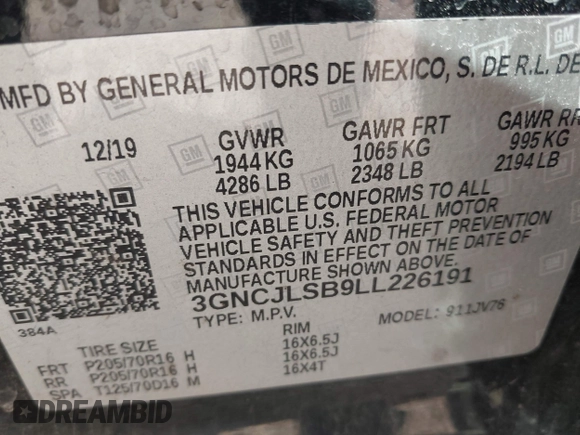 MFD BY GENERAL MOTORS DE MEXICO, S. DE R.L. DE
12/19 GVWR GAWR FRT GAWR RR
1944 KG 1065 KG 995 KG
4286 LB 2348 LB 2194 LB
THIS VEHICLE CONFORMS TO ALL
APPLICABLE U.S. FEDERAL MOTOR
VEHICLE SAFETY AND THEFT PREVENTION
STANDARDS IN EFFECT ON THE DATE OF
MANUFACTURE SHOWN ABOVE.
3GNCJLSB9LL226191
384A TYPE: M.P.V. MODEL: 911JV76
TIRE SIZE RIM
FRT P205/70R16 H 16X6.5J
RR P205/70R16 H 16X6.5J
SPA T125/70D16 M 16X4T
GM
DREAMBID